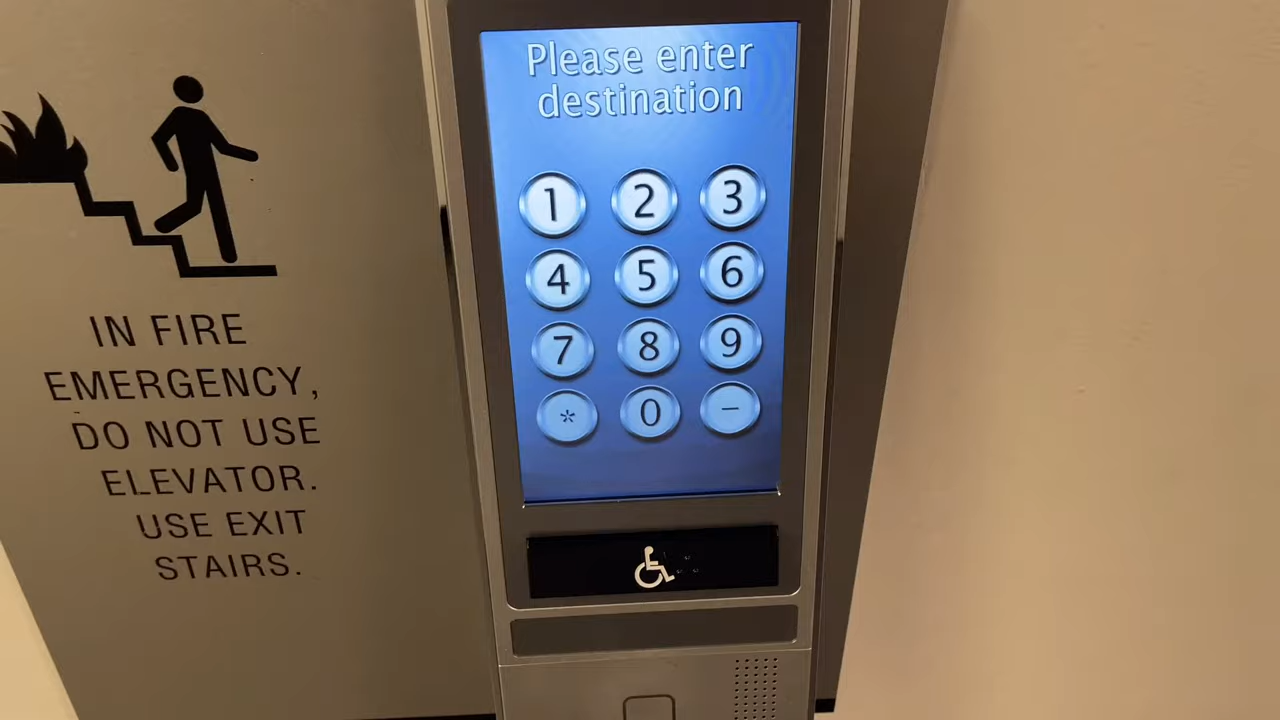 IN FIRE
EMERGENCY,
DO NOT USE
ELEVATOR.
USE EXIT
STAIRS.
Please enter
destination
1 2 3
4 5 6
7 8 9
* 0 –